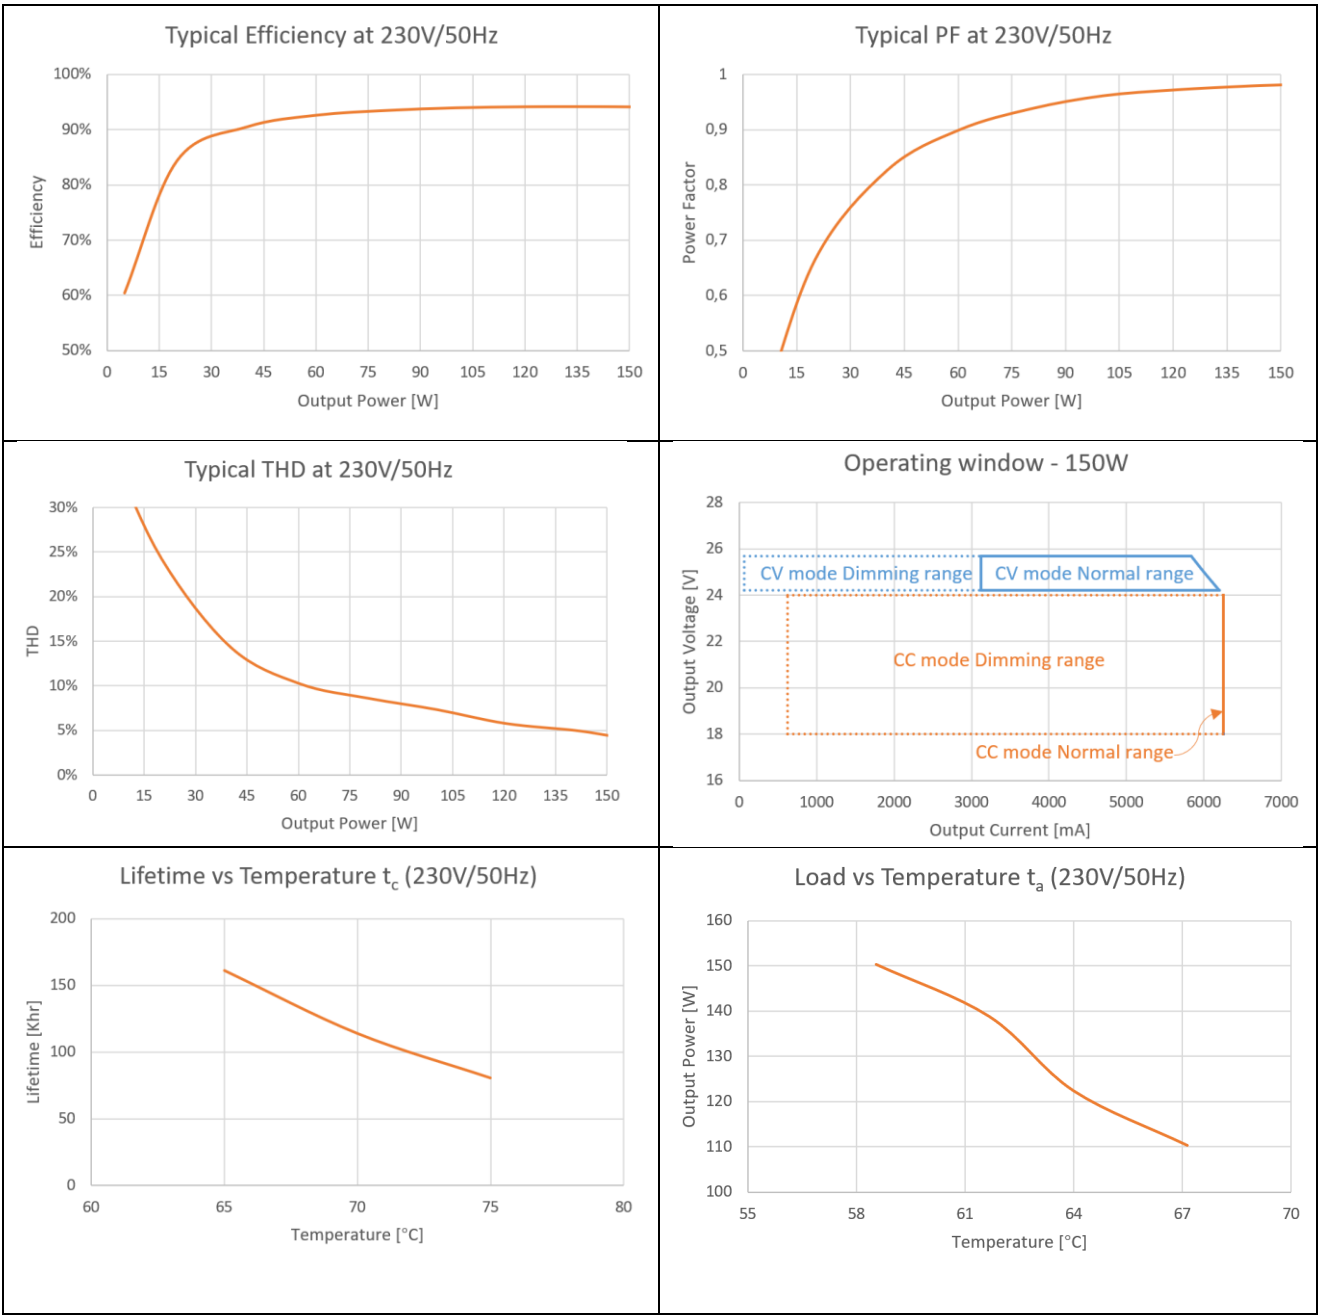 Typical Efficiency at 230V/50Hz
100%
90%
80%
70%
60%
50%
Efficiency
0 15 30 45 60 75 90 105 120 135 150
Output Power [W]
Typical PF at 230V/50Hz
1
0,9
0,8
0,7
0,6
0,5
Power Factor
0 15 30 45 60 75 90 105 120 135 150
Output Power [W]
Typical THD at 230V/50Hz
30%
25%
20%
15%
10%
5%
0%
THD
0 15 30 45 60 75 90 105 120 135 150
Output Power [W]
Operating window - 150W
28
26
24
22
20
18
16
Output Voltage [V]
CV mode Dimming range
CV mode Normal range
CC mode Dimming range
CC mode Normal range
0 1000 2000 3000 4000 5000 6000 7000
Output Current [mA]
Lifetime vs Temperature tc (230V/50Hz)
200
150
100
50
0
Lifetime [Khr]
60 65 70 75 80
Temperature [°C]
Load vs Temperature ta (230V/50Hz)
160
150
140
130
120
110
100
Output Power [W]
55 58 61 64 67 70
Temperature [°C]